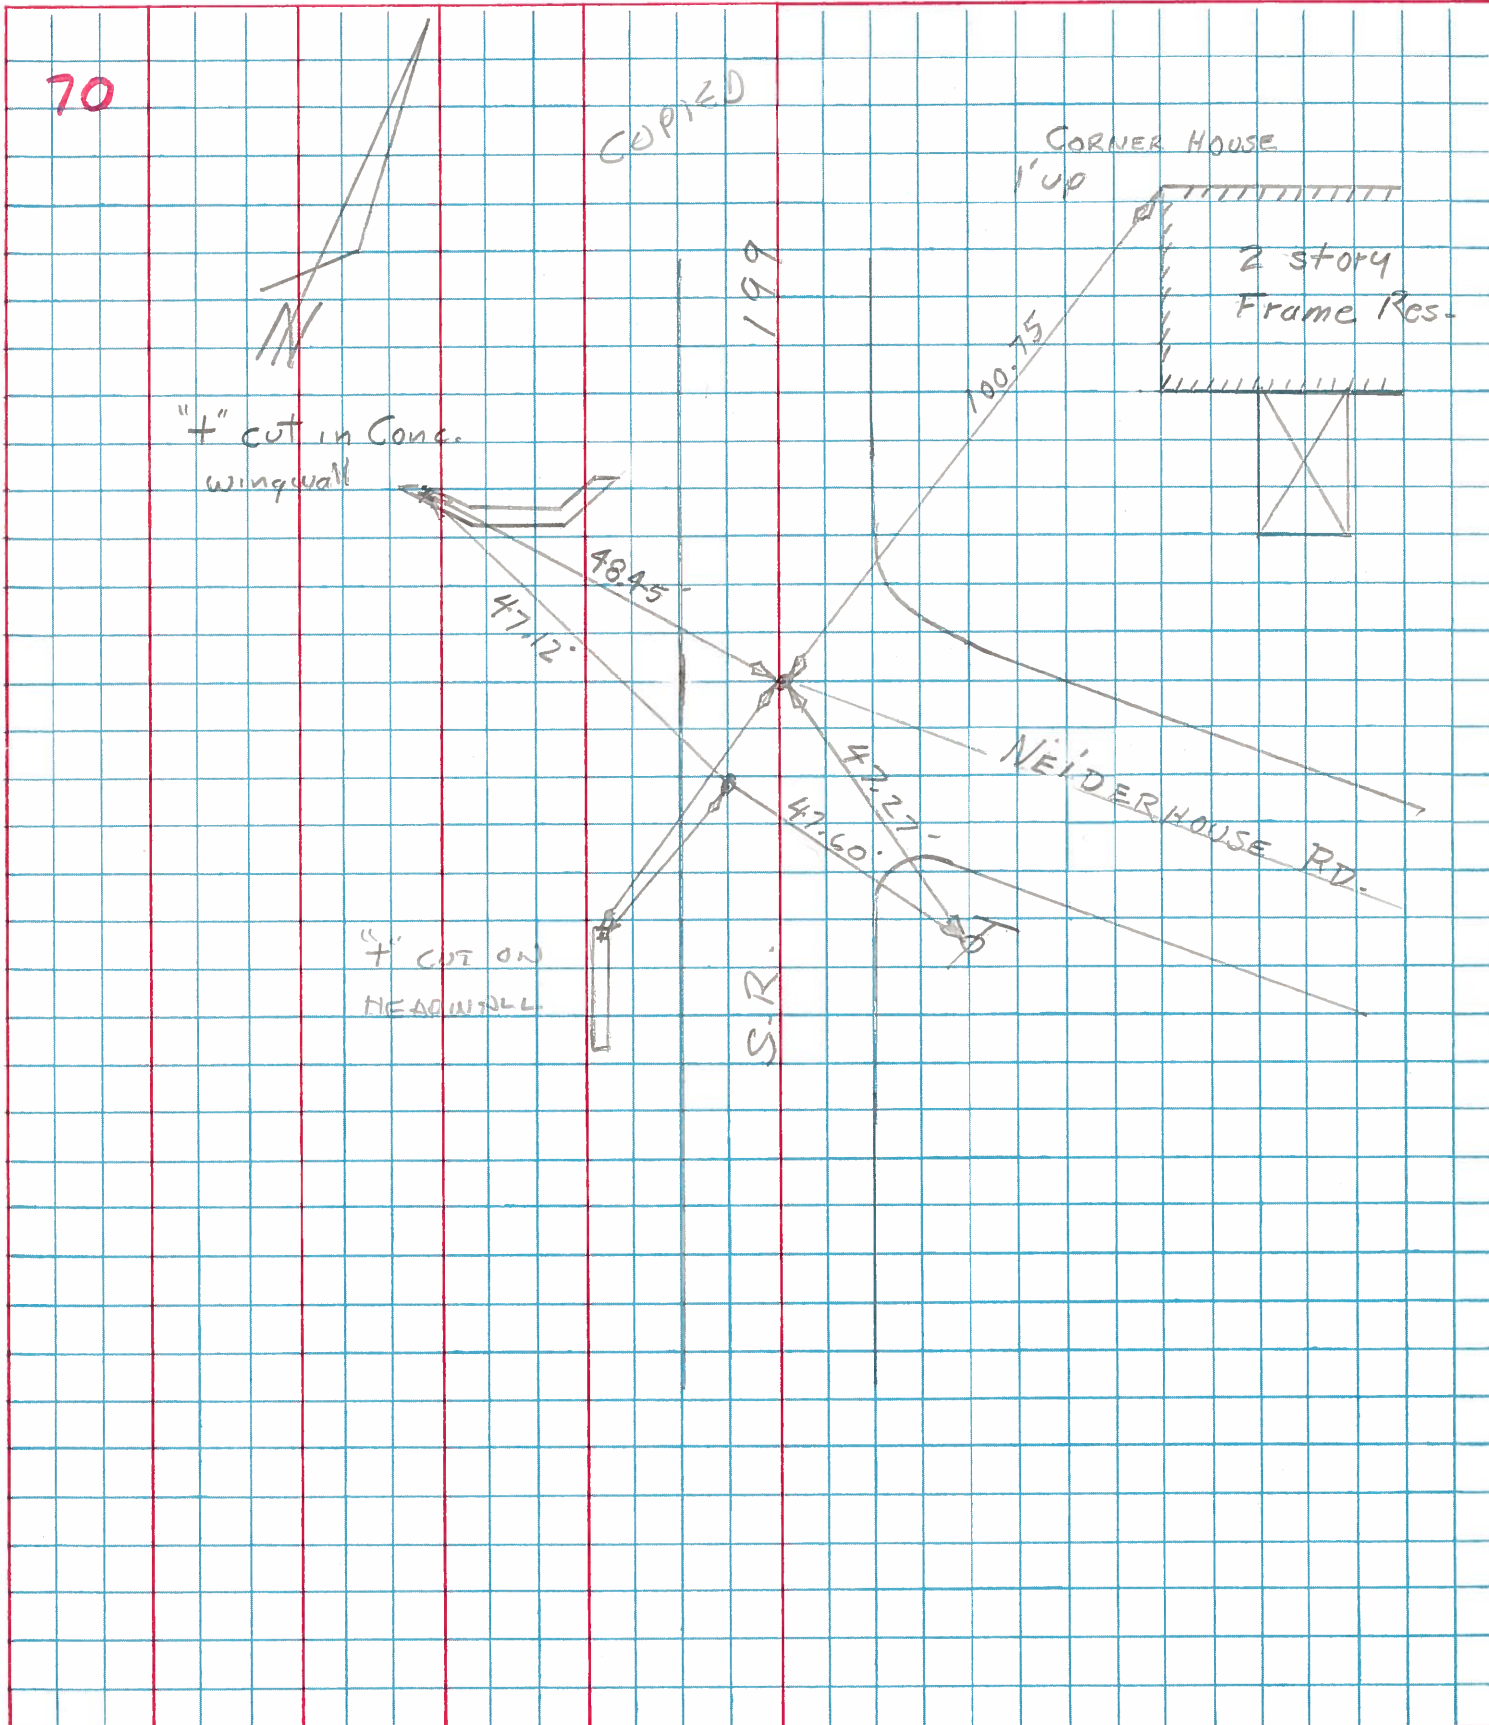 70
COPIED
CORNER HOUSE
1' up
2 story
Frame Res.
199
100.75
"+" cut in Conc.
wingwall
N
48.45
47.12
47.27
47.60
NEIDERHOUSE RD.
"+" CUT ON
HEADWALL
S.R.